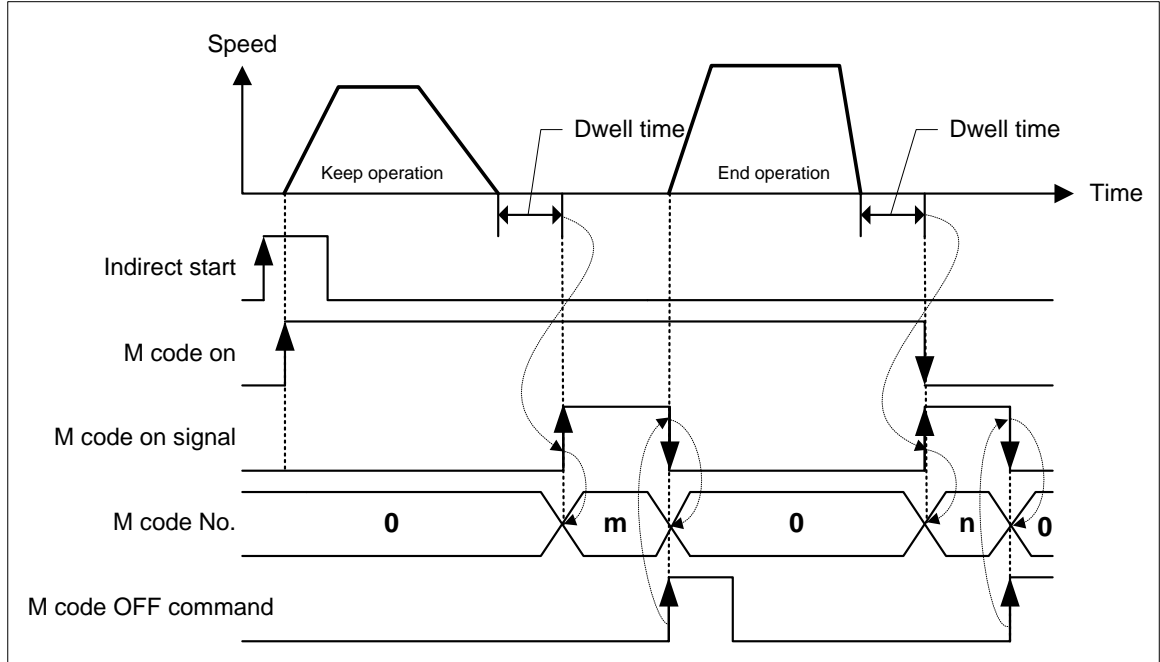 Speed
Dwell time
Dwell time
Keep operation
End operation
Time
Indirect start
M code on
M code on signal
M code No.
0
m
0
n
0
M code OFF command